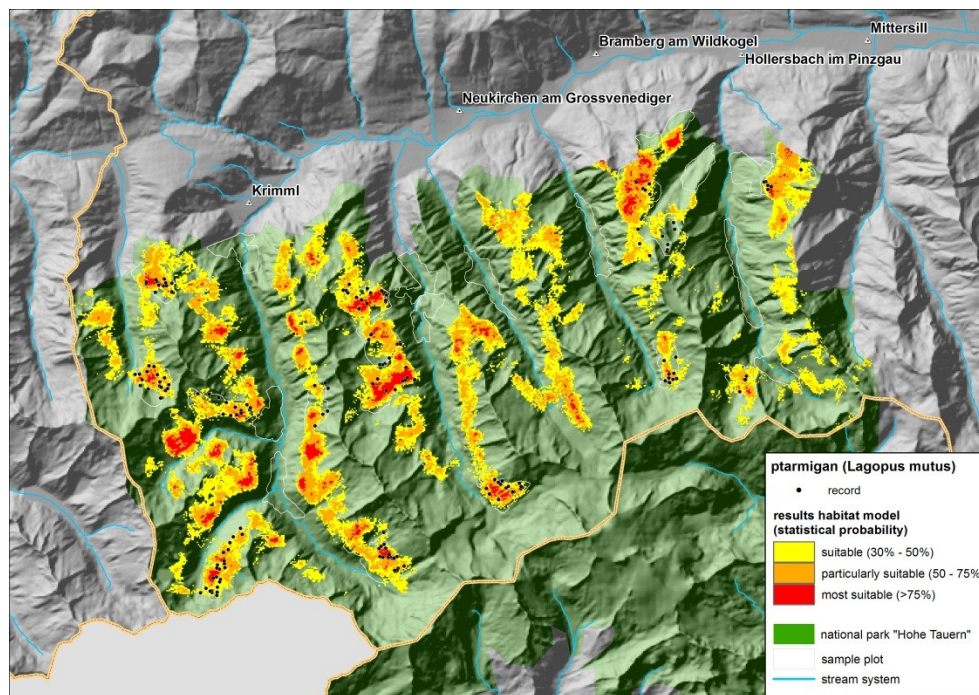 Mittersill
Bramberg am Wildkogel
Hollersbach im Pinzgau
Neukirchen am Grossvenediger
Krimml
ptarmigan (Lagopus mutus)
record
results habitat model
(statistical probability)
suitable (30% - 50%)
particularly suitable (50 - 75%
most suitable (>75%)
national park "Hohe Tauern"
sample plot
stream system